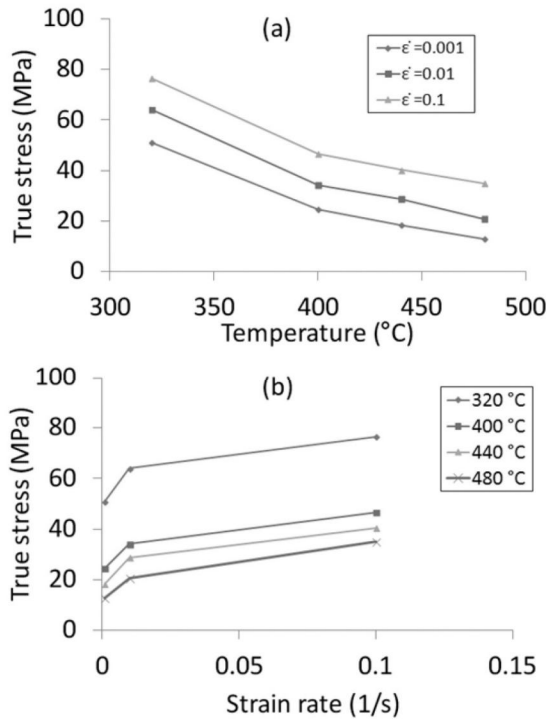 (a)
ε̇=0.001
ε̇=0.01
ε̇=0.1
True stress (MPa)
100
80
60
40
20
0
300
350
400
450
500
Temperature (°C)
(b)
320 °C
400 °C
440 °C
480 °C
True stress (MPa)
100
80
60
40
20
0
0
0.05
0.1
0.15
Strain rate (1/s)